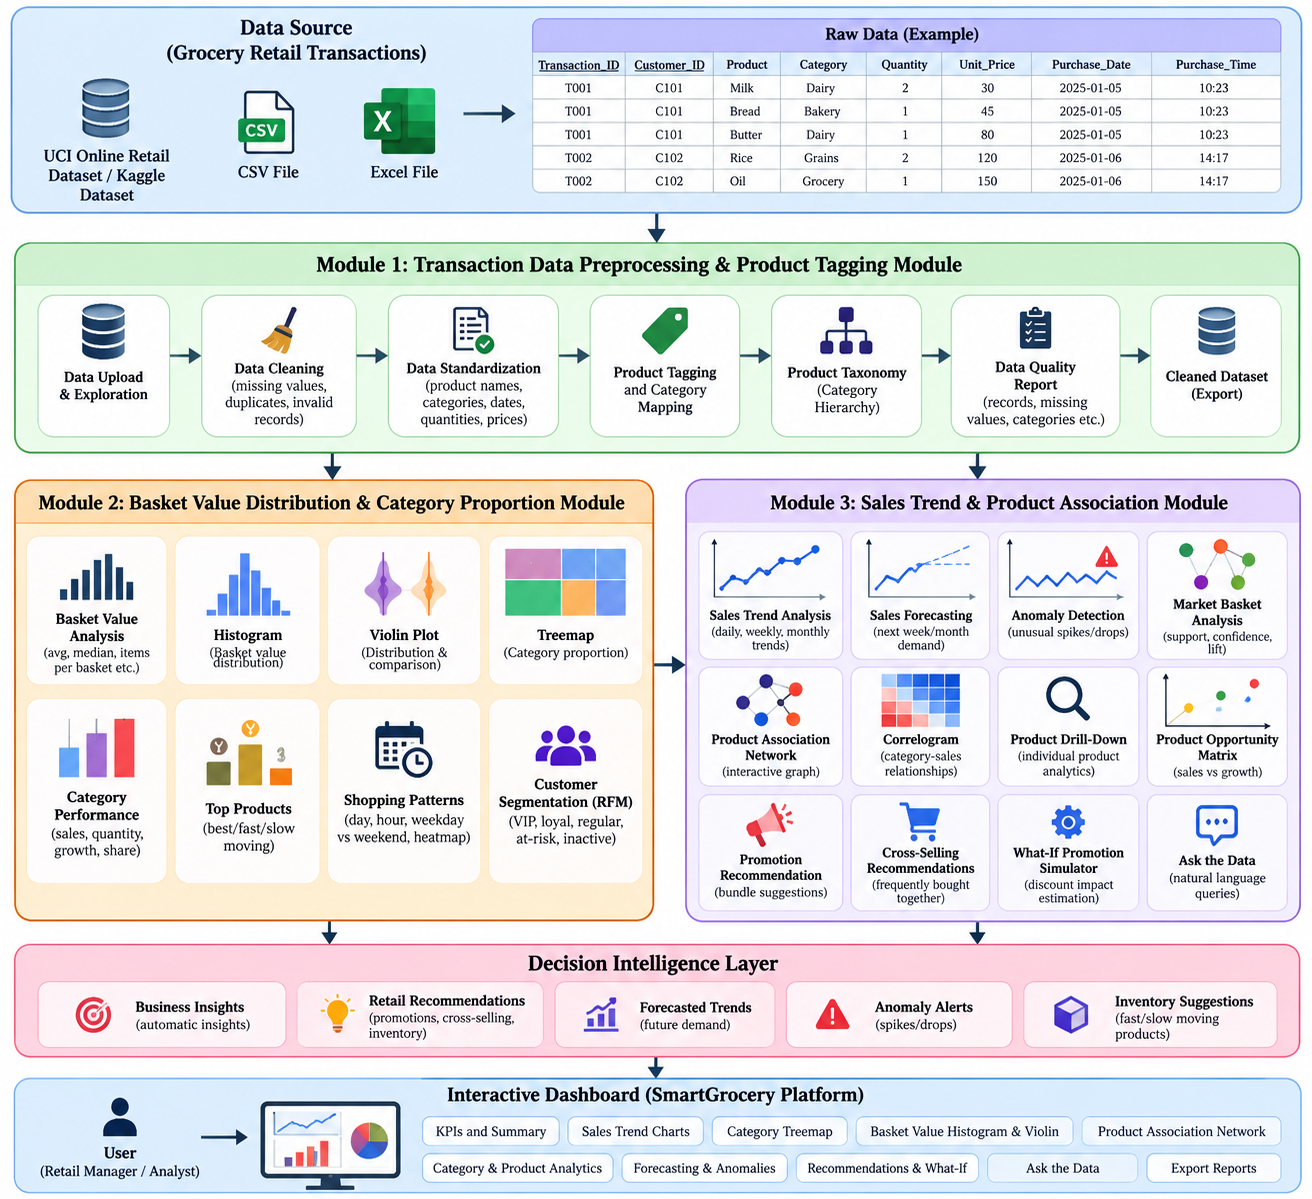 Data Source
(Grocery Retail Transactions)
UCI Online Retail
Dataset / Kaggle
Dataset
CSV
CSV File
X
Excel File
Raw Data (Example)
Transaction_ID Customer_ID Product Category Quantity Unit_Price Purchase_Date Purchase_Time
T001 C101 Milk Dairy 2 30 2025-01-05 10:23
T001 C101 Bread Bakery 1 45 2025-01-05 10:23
T001 C101 Butter Dairy 1 80 2025-01-05 10:23
T002 C102 Rice Grains 2 120 2025-01-06 14:17
T002 C102 Oil Grocery 1 150 2025-01-06 14:17
Module 1: Transaction Data Preprocessing & Product Tagging Module
Data Upload
& Exploration
Data Cleaning
(missing values,
duplicates, invalid
records)
Data Standardization
(product names,
categories, dates,
quantities, prices)
Product Tagging
and Category
Mapping
Product Taxonomy
(Category
Hierarchy)
Data Quality
Report
(records, missing
values, categories etc.)
Cleaned Dataset
(Export)
Module 2: Basket Value Distribution & Category Proportion Module
Basket Value
Analysis
(avg, median, items
per basket etc.)
Histogram
(Basket value
distribution)
Violin Plot
(Distribution &
comparison)
Treemap
(Category proportion)
Category
Performance
(sales, quantity,
growth, share)
Y
Y
3
Top Products
(best/fast/slow
moving)
Shopping Patterns
(day, hour, weekday
vs weekend, heatmap)
Customer
Segmentation (RFM)
(VIP, loyal, regular,
at-risk, inactive)
Module 3: Sales Trend & Product Association Module
Sales Trend Analysis
(daily, weekly, monthly
trends)
Sales Forecasting
(next week/month
demand)
Anomaly Detection
(unusual spikes/drops)
Market Basket
Analysis
(support, confidence,
lift)
Product Association
Network
(interactive graph)
Correlogram
(category-sales
relationships)
Product Drill-Down
(individual product
analytics)
Product Opportunity
Matrix
(sales vs growth)
Promotion
Recommendation
(bundle suggestions)
Cross-Selling
Recommendations
(frequently bought
together)
What-If Promotion
Simulator
(discount impact
estimation)
Ask the Data
(natural language
queries)
Decision Intelligence Layer
Business Insights
(automatic insights)
Retail Recommendations
(promotions, cross-selling,
inventory)
Forecasted Trends
(future demand)
Anomaly Alerts
(spikes/drops)
Inventory Suggestions
(fast/slow moving
products)
Interactive Dashboard (SmartGrocery Platform)
User
(Retail Manager / Analyst)
KPIs and Summary
Sales Trend Charts
Category Treemap
Basket Value Histogram & Violin
Product Association Network
Category & Product Analytics
Forecasting & Anomalies
Recommendations & What-If
Ask the Data
Export Reports